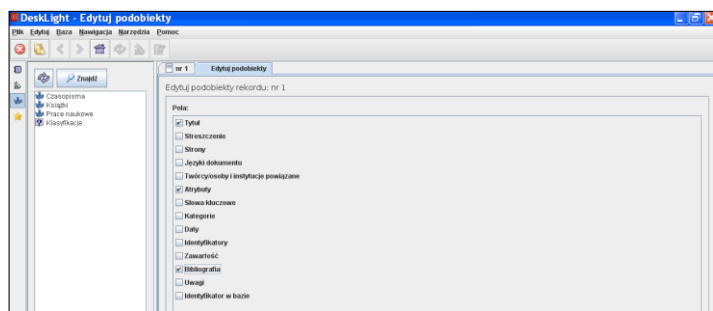 DeskLight - Edytuj podobiekty
Plik Edytuj Baza Nawigacja Narzędzia Pomoc
Znajdź
Czasopisma
Książki
Prace naukowe
Klasyfikacje
nr 1 Edytuj podobiekty
Edytuj podobiekty rekordu: nr 1
Pola:
Tytuł
Streszczenie
Strony
Języki dokumentu
Twórcy/osoby i instytucje powiązane
Atrybuty
Słowa kluczowe
Kategorie
Daty
Identyfikatory
Zawartość
Bibliografia
Uwagi
Identyfikator w bazie